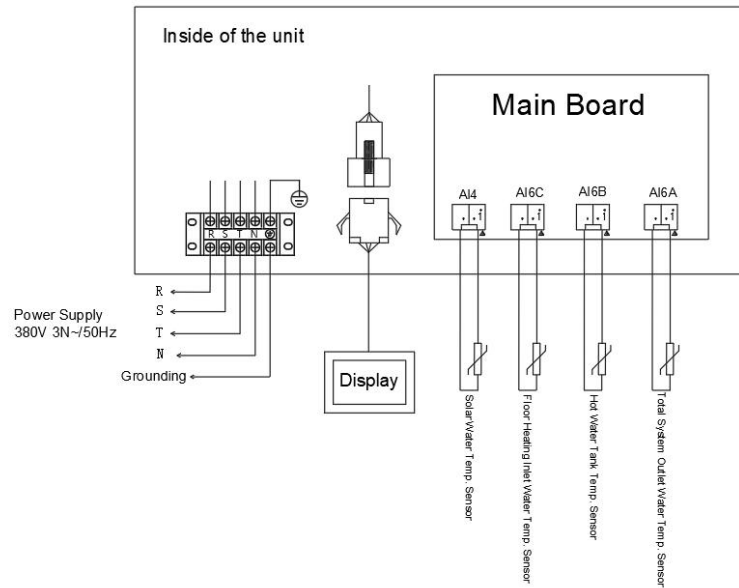 Inside of the unit
Main Board
AI4
AI6C
AI6B
AI6A
R S T N
R
S
Power Supply
380V 3N~/50Hz
T
N
Grounding
Display
Solar Water Temp. Sensor
Floor Heating Inlet Water Temp. Sensor
Hot Water Tank Temp. Sensor
Total System Outlet Water Temp. Sensor